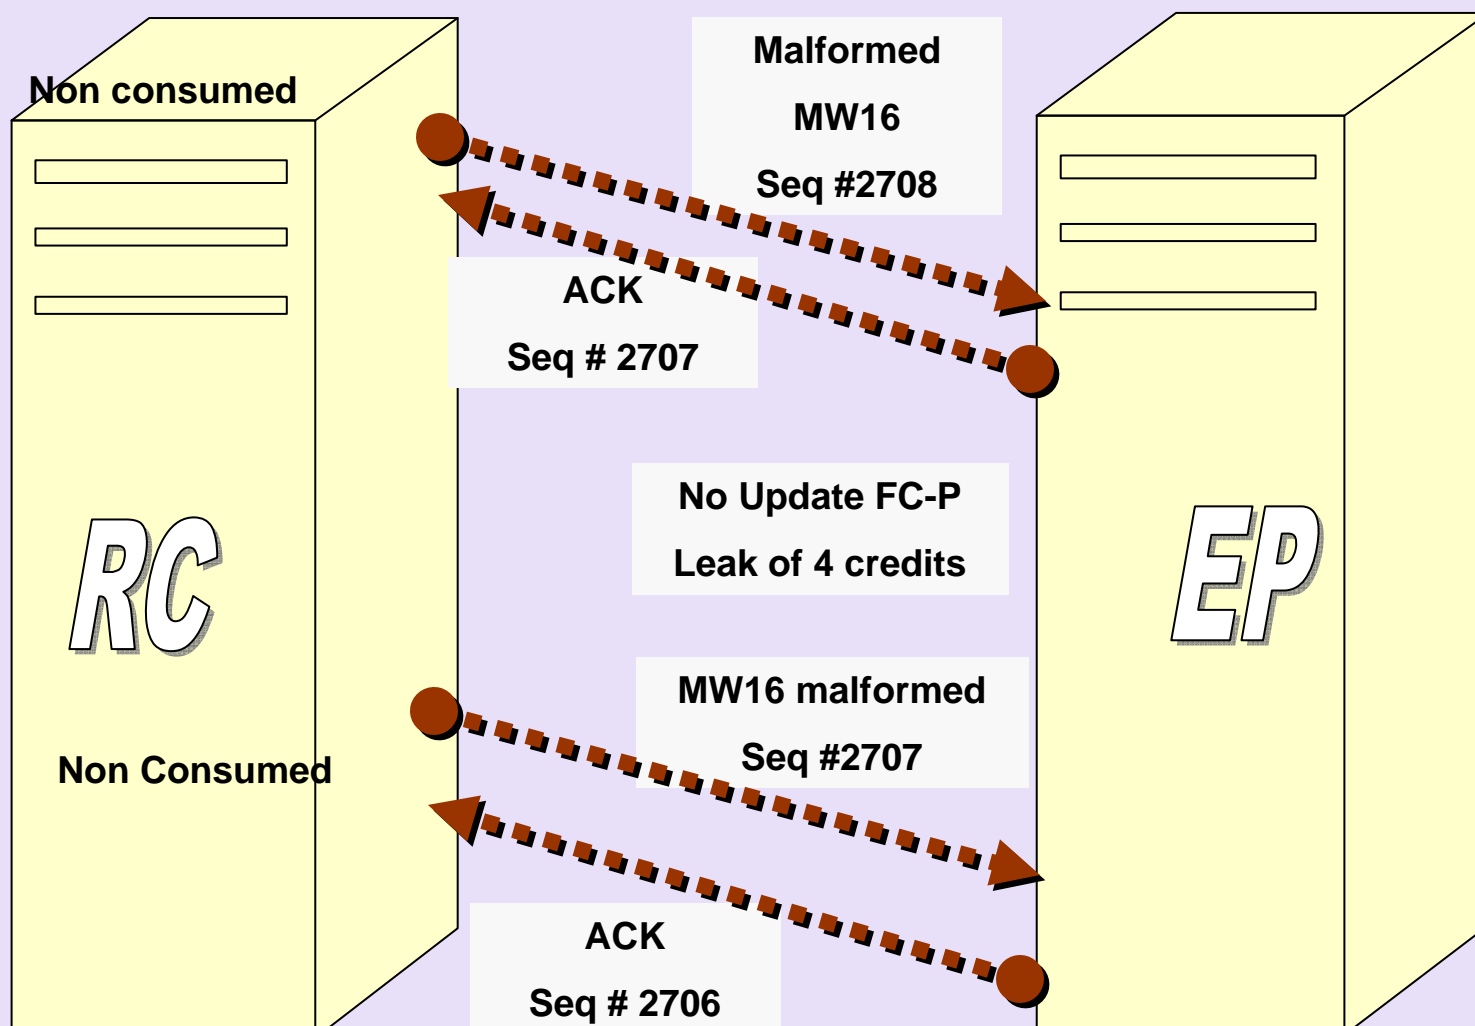 Non consumed
Malformed
MW16
Seq #2708
ACK
Seq # 2707
No Update FC-P
Leak of 4 credits
RC
EP
MW16 malformed
Seq #2707
Non Consumed
ACK
Seq # 2706